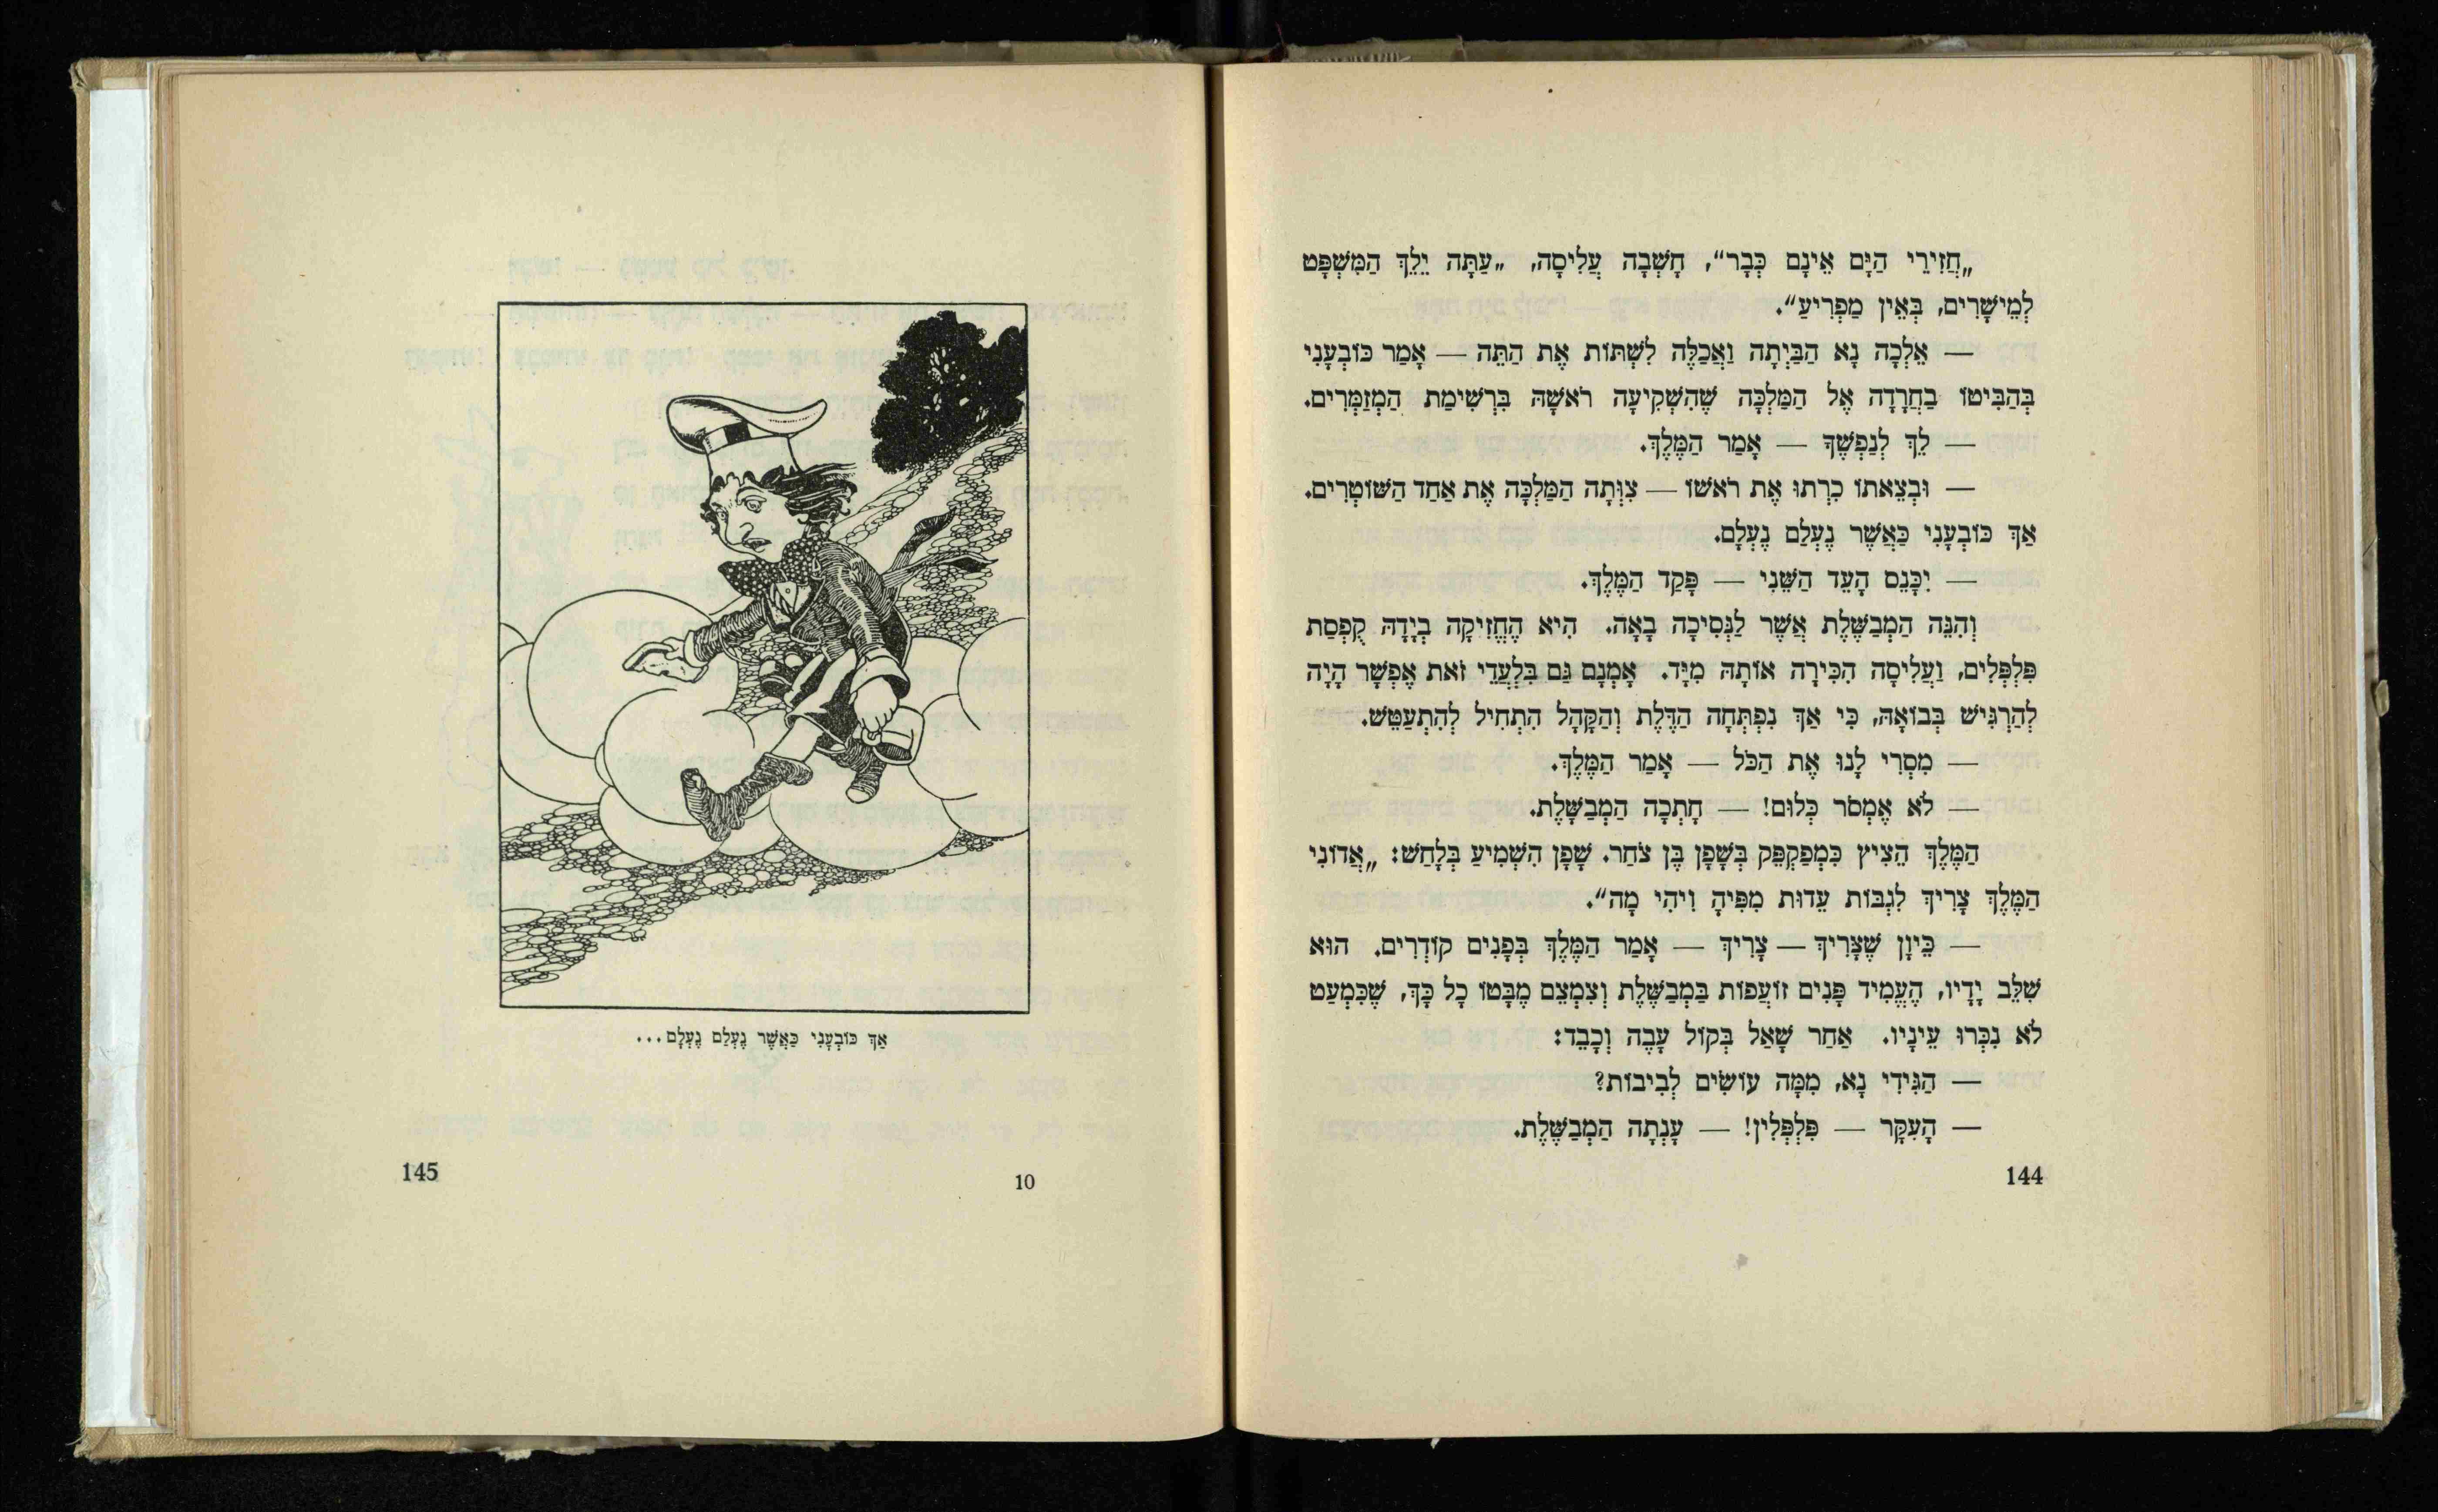 „חֲזִירֵי הַיָּם אֵינָם כְּבָר“, חָשְׁבָה עֲלִיסָה, „עַתָּה יֵלֵךְ הַמִּשְׁפָּט
לְמֵישָׁרִים, בְּאֵין מַפְרִיעַ“.
— אֵלְכָה נָא הַבַּיְתָה וַאֲכַלֶּה לִשְׁתּוֹת אֶת הַתֵּה — אָמַר כּוֹבְעָנִי
בְּהַבִּיטוֹ בַחֲרָדָה אֶל הַמַּלְכָּה שֶׁהִשְׁקִיעָה רֹאשָׁהּ בִּרְשִׁימַת הַמְזַמְּרִים.
— לֵךְ לְנַפְשֶׁךָ — אָמַר הַמֶּלֶךְ.
— וּבְצֵאתוֹ כִּרְתוּ אֶת רֹאשׁוֹ — צִוְּתָה הַמַּלְכָּה אֶת אַחַד הַשּׁוֹטְרִים.
אַךְ כּוֹבְעָנִי כַּאֲשֶׁר נֶעְלַם נֶעְלָם.
— יִכָּנֵם הָעֵד הַשֵּׁנִי — פָּקַד הַמֶּלֶךְ.
וְהִנֵּה הַמְבַשֶּׁלֶת אֲשֶׁר לַנְּסִיכָה בָאָה. הִיא הֶחֱזִיקָה בְיָדָהּ קֻפְסַת
פִּלְפְּלִים, וַעֲלִיסָה הִכִּירָה אוֹתָהּ מִיָּד. אָמְנָם גַּם בִּלְעֲדֵי זֹאת אֶפְשָׁר הָיָה
לְהַרְגִּישׁ בְּבוֹאָהּ, כִּי אַךְ נִפְתְּחָה הַדֶּלֶת וְהַקָּהָל הִתְחִיל לְהִתְעַטֵּשׁ.
— מִסְרִי לָנוּ אֶת הַכֹּל — אָמַר הַמֶּלֶךְ.
— לֹא אֶמְסֹר כְּלוּם! — חָתְכָה הַמְבַשֶּׁלֶת.
הַמֶּלֶךְ הֵצִיץ כִּמְפַקְפֵּק בְּשָׁפָן בֶּן צֹחַר. שָׁפָן הִשְׁמִיעַ בְּלָחַשׁ: „אֲדוֹנִי
הַמֶּלֶךְ צָרִיךְ לִגְבּוֹת עֵדוּת מִפִּיהָ וִיהִי מָה“.
— כֵּיוָן שֶׁצָּרִיךְ — צָרִיךְ — אָמַר הַמֶּלֶךְ בְּפָנִים קוֹדְרִים. הוּא
שִׁלֵּב יָדָיו, הֶעֱמִיד פָּנִים זוֹעֲפוֹת בַּמְבַשֶּׁלֶת וְצִמְצֵם מַבָּטוֹ כָל כָּךְ, שֶׁכִּמְעַט
לֹא נִכְּרוּ עֵינָיו. אַחַר שָׁאַל בְּקוֹל עָבֶה וְכָבֵד:
— הַגִּידִי נָא, מִמָּה עוֹשִׂים לְבִיבוֹת?
— הָעִקָּר — פִּלְפְּלִין! — עָנְתָה הַמְבַשֶּׁלֶת.
144
אַךְ כּוֹבְעָנִי כַּאֲשֶׁר נֶעְלַם נֶעְלָם...
10
145